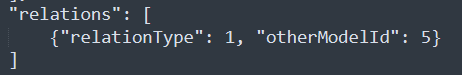 "relations": [
    {"relationType": 1, "otherModelId": 5}
]